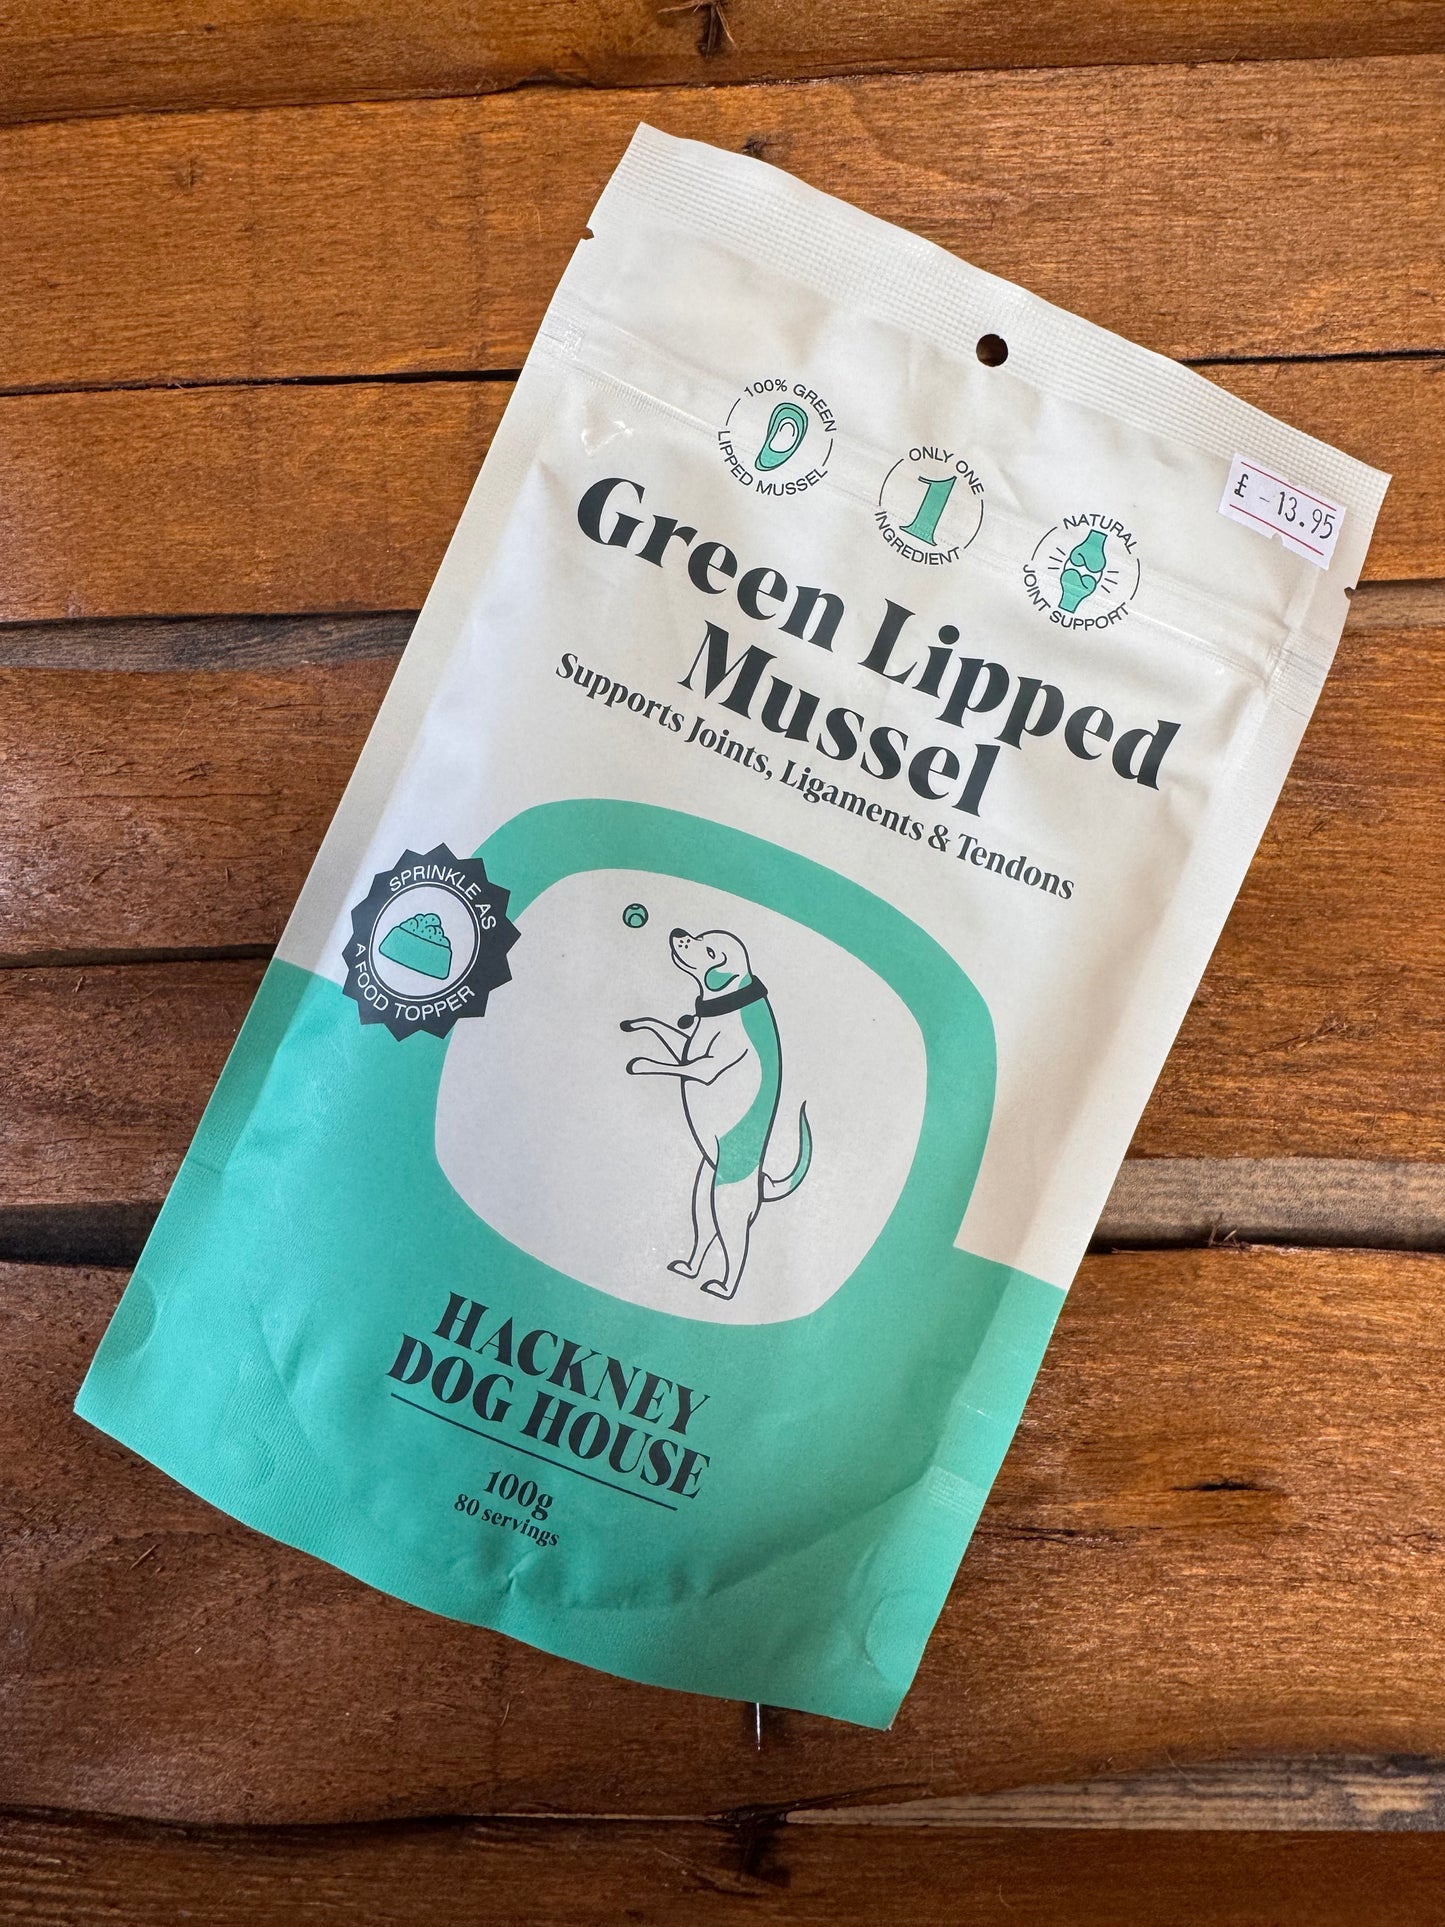 100% GREEN
LIPPED MUSSEL
ONLY ONE
1
INGREDIENT
NATURAL
JOINT SUPPORT
£ -13.95
Green Lipped
Mussel
Supports Joints, Ligaments & Tendons
SPRINKLE AS
A FOOD TOPPER
HACKNEY
DOG HOUSE
100g
80 servings